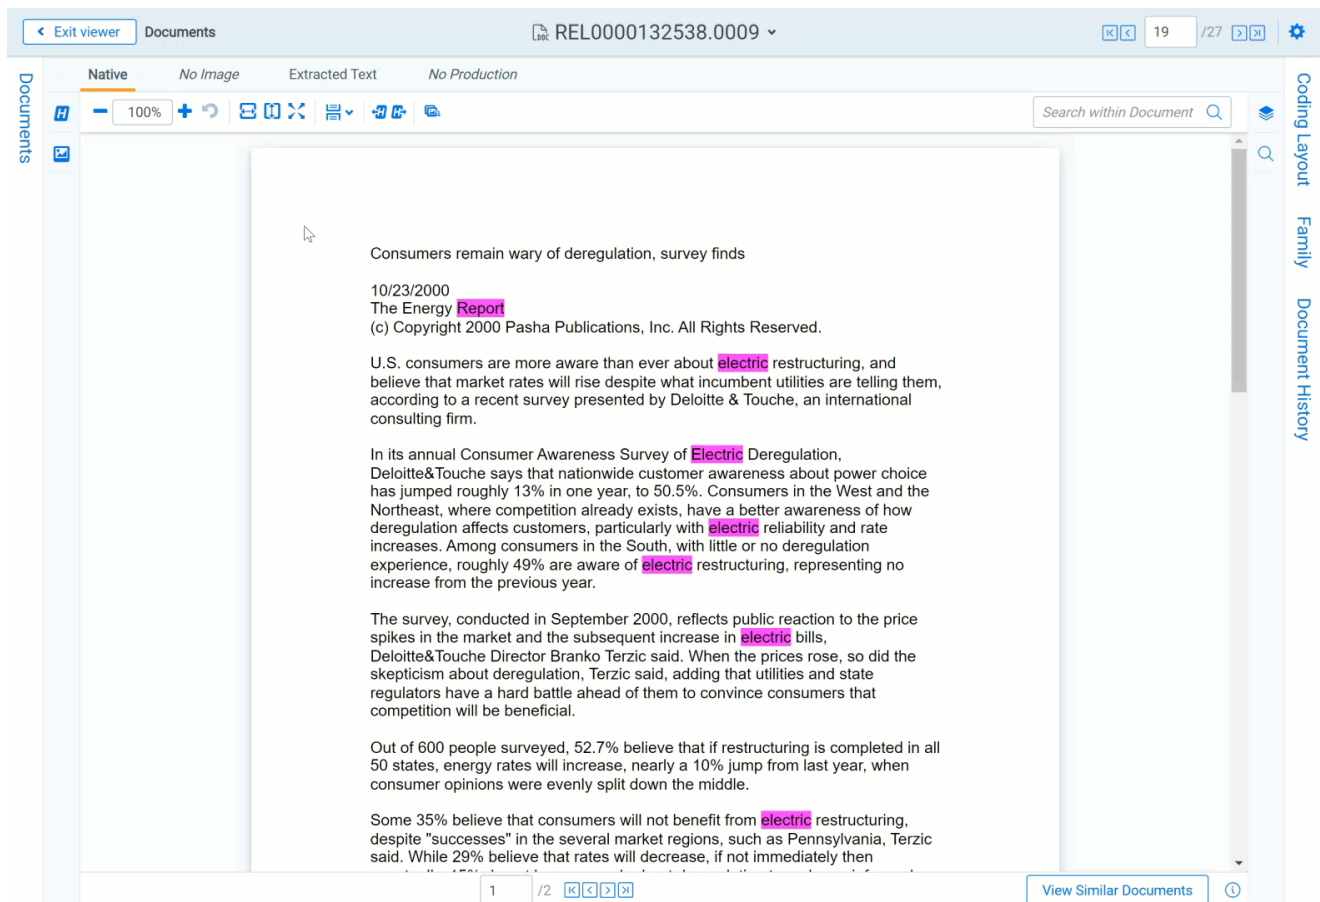 Exit viewer
Documents
REL0000132538.0009
19
/27
Documents
Native
No Image
Extracted Text
No Production
100%
Search within Document
Coding Layout
Family
Document History
Consumers remain wary of deregulation, survey finds
10/23/2000
The Energy Report
(c) Copyright 2000 Pasha Publications, Inc. All Rights Reserved.
U.S. consumers are more aware than ever about electric restructuring, and
believe that market rates will rise despite what incumbent utilities are telling them,
according to a recent survey presented by Deloitte & Touche, an international
consulting firm.
In its annual Consumer Awareness Survey of Electric Deregulation,
Deloitte&Touche says that nationwide customer awareness about power choice
has jumped roughly 13% in one year, to 50.5%. Consumers in the West and the
Northeast, where competition already exists, have a better awareness of how
deregulation affects customers, particularly with electric reliability and rate
increases. Among consumers in the South, with little or no deregulation
experience, roughly 49% are aware of electric restructuring, representing no
increase from the previous year.
The survey, conducted in September 2000, reflects public reaction to the price
spikes in the market and the subsequent increase in electric bills,
Deloitte&Touche Director Branko Terzic said. When the prices rose, so did the
skepticism about deregulation, Terzic said, adding that utilities and state
regulators have a hard battle ahead of them to convince consumers that
competition will be beneficial.
Out of 600 people surveyed, 52.7% believe that if restructuring is completed in all
50 states, energy rates will increase, nearly a 10% jump from last year, when
consumer opinions were evenly split down the middle.
Some 35% believe that consumers will not benefit from electric restructuring,
despite "successes" in the several market regions, such as Pennsylvania, Terzic
said. While 29% believe that rates will decrease, if not immediately then
1
/2
View Similar Documents